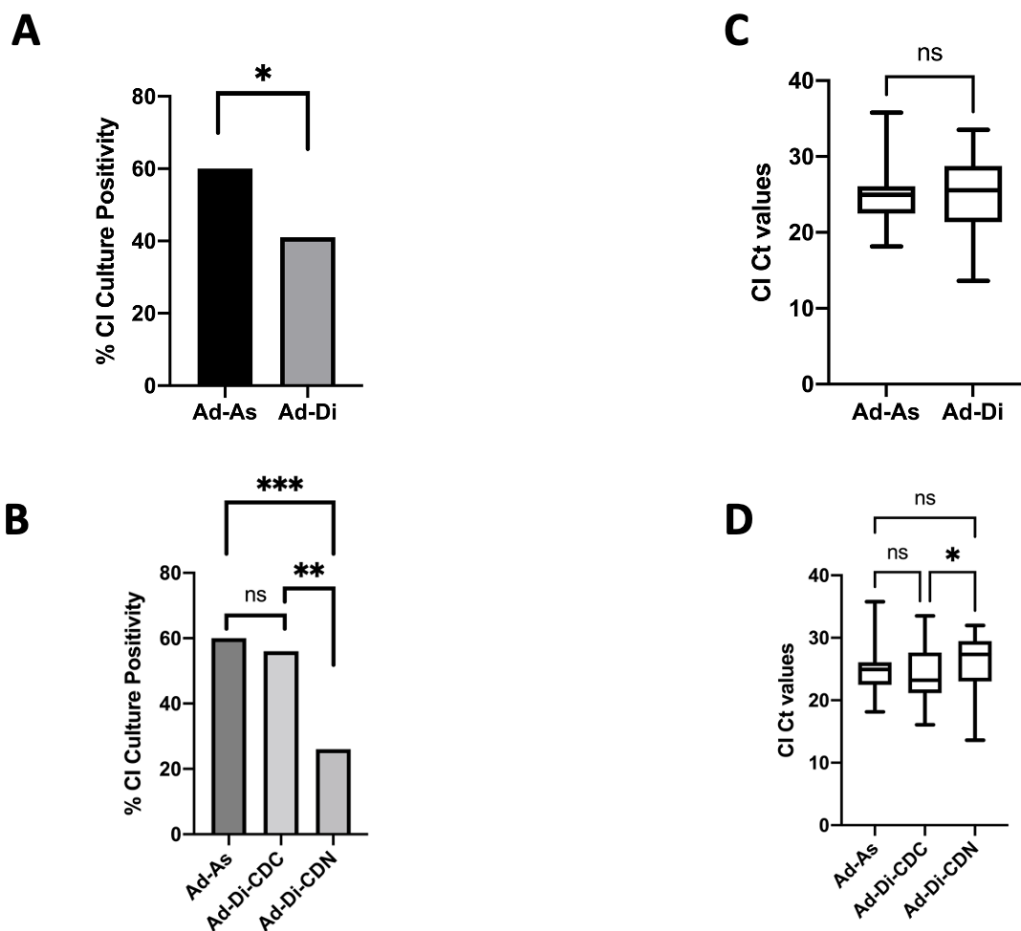 A
*
% CI Culture Positivity
80
60
40
20
0
Ad-As Ad-Di
C
ns
CI Ct values
40
30
20
10
0
Ad-As Ad-Di
B
***
**
ns
% CI Culture Positivity
80
60
40
20
0
Ad-As
Ad-Di-CDC
Ad-Di-CDN
D
ns
ns *
CI Ct values
40
30
20
10
0
Ad-As
Ad-Di-CDC
Ad-Di-CDN